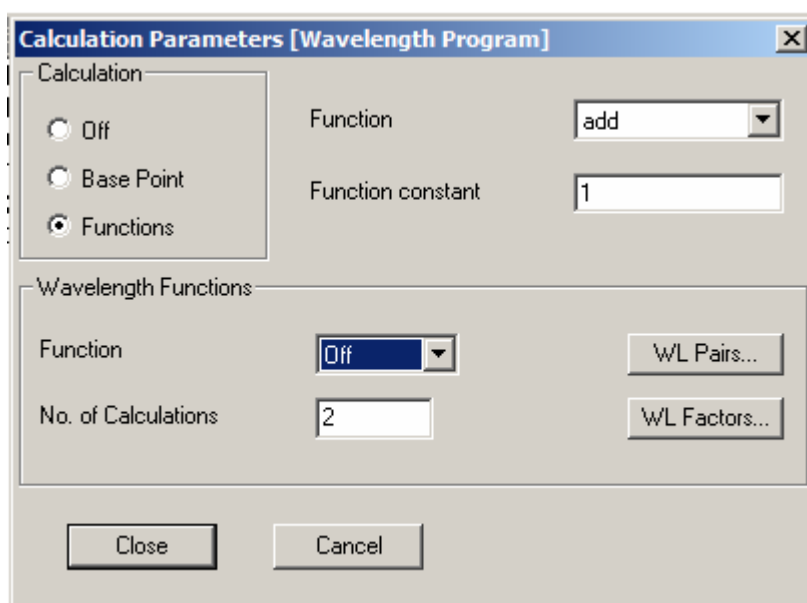 Calculation Parameters [Wavelength Program]
Calculation
Off
Base Point
Functions
Function
add
Function constant
1
Wavelength Functions
Function
Off
WL Pairs...
No. of Calculations
2
WL Factors...
Close
Cancel